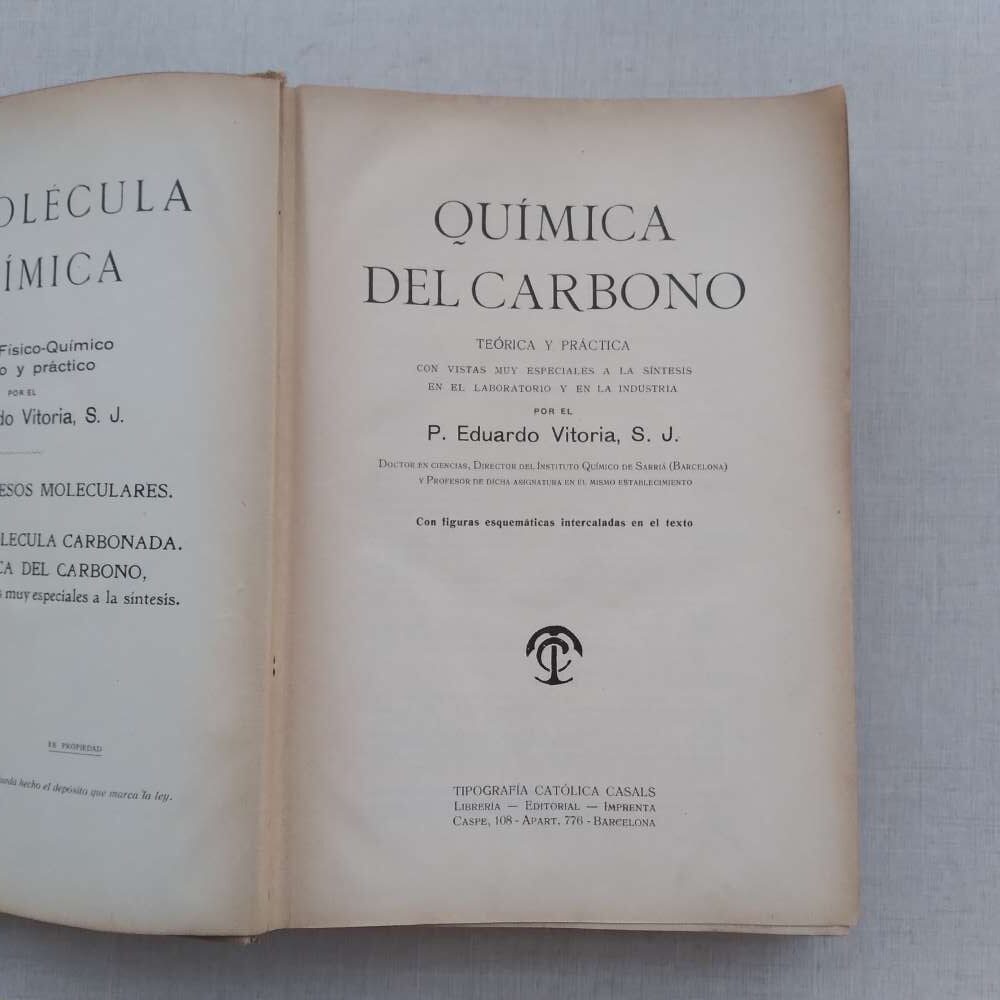 OLÉCULA
ÍMICA
Físico-Químico
o y práctico
POR EL
do Vitoria, S. J.
ESOS MOLECULARES.
LECULA CARBONADA.
CA DEL CARBONO,
s muy especiales a la síntesis.
ES PROPIEDAD
hecho el depósito que marca la ley.
QUÍMICA
DEL CARBONO
TEÓRICA Y PRÁCTICA
CON VISTAS MUY ESPECIALES A LA SÍNTESIS
EN EL LABORATORIO Y EN LA INDUSTRIA
POR EL
P. Eduardo Vitoria, S. J.
DOCTOR EN CIENCIAS, DIRECTOR DEL INSTITUTO QUÍMICO DE SARRIÁ (BARCELONA)
Y PROFESOR DE DICHA ASIGNATURA EN EL MISMO ESTABLECIMIENTO
Con figuras esquemáticas intercaladas en el texto
TIPOGRAFÍA CATÓLICA CASALS
LIBRERÍA — EDITORIAL — IMPRENTA
CASPE, 108 - APART. 776 - BARCELONA